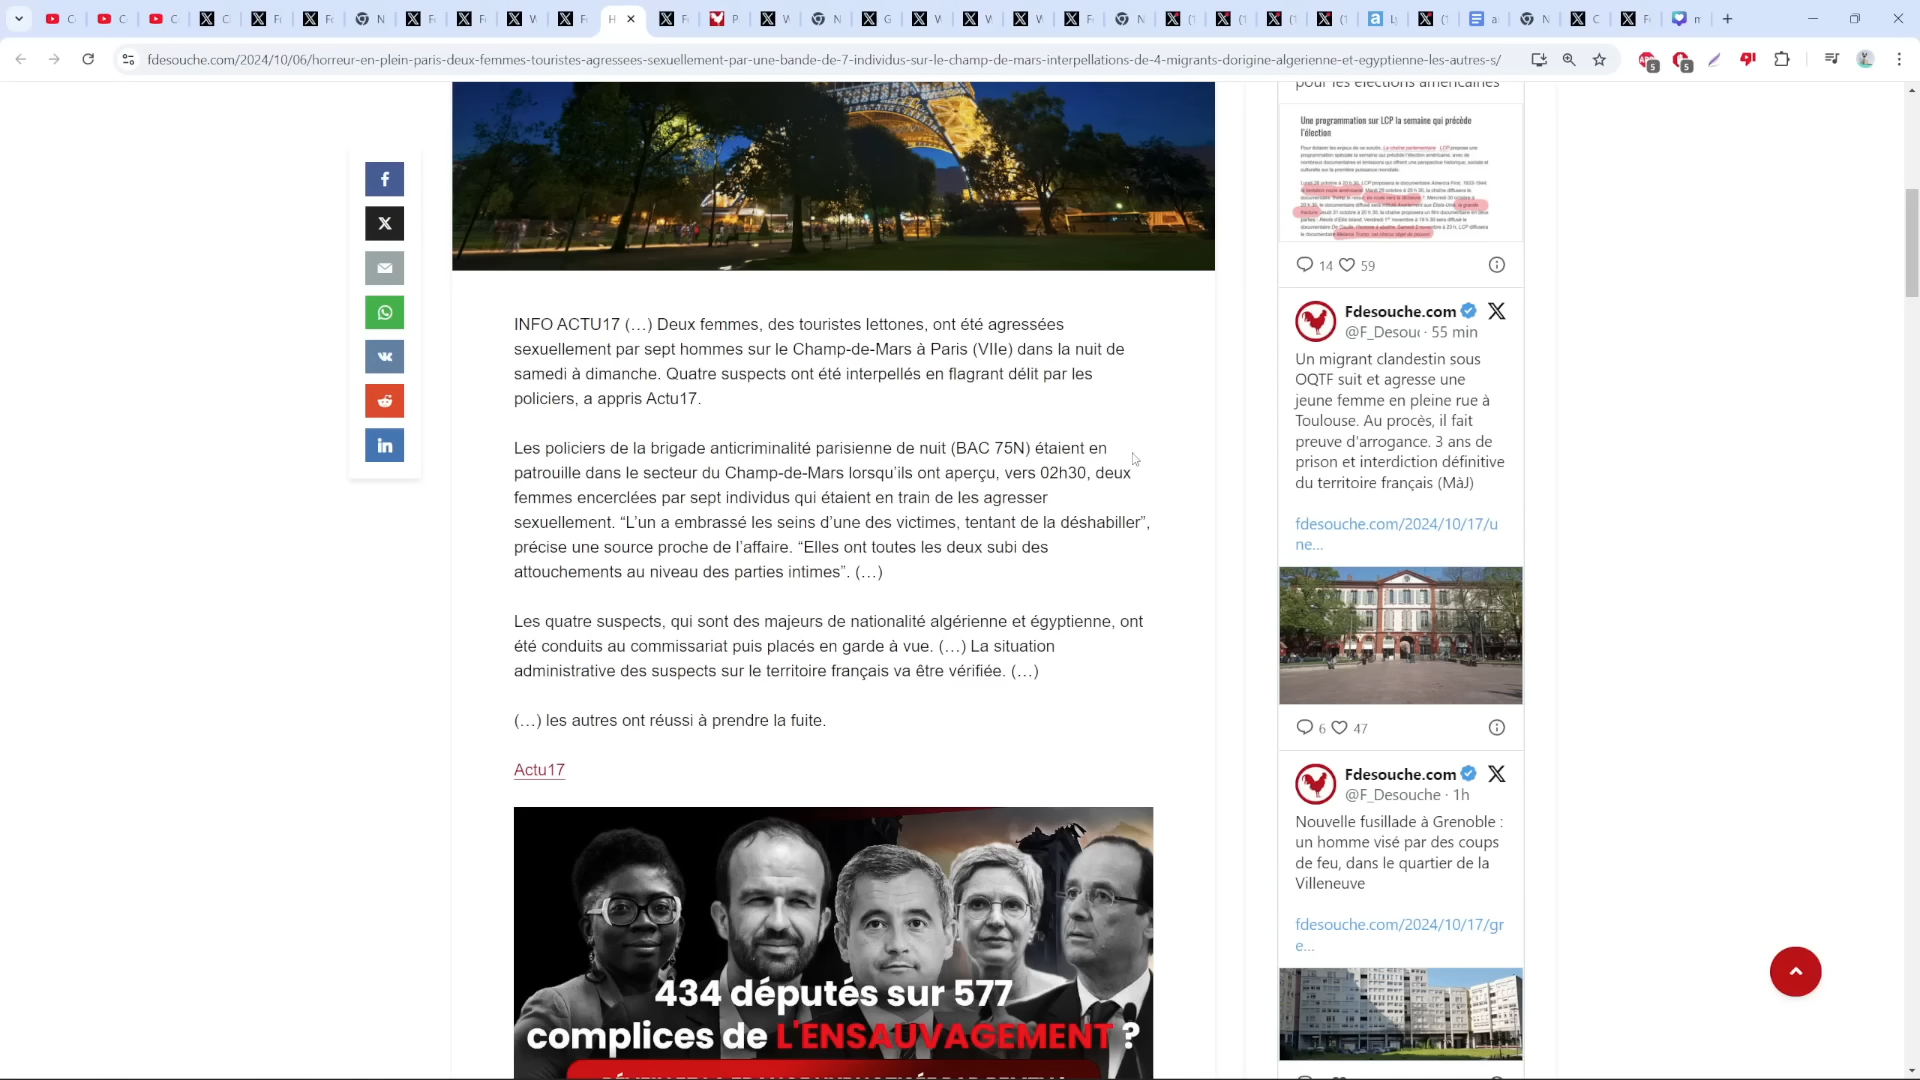 fdesouche.com/2024/10/06/horreur-en-plein-paris-deux-femmes-touristes-agressees-sexuellement-par-une-bande-de-7-individus-sur-le-champ-de-mars-interpellations-de-4-migrants-dorigine-algerienne-et-egyptienne-les-autres-s/
INFO ACTU17 (…) Deux femmes, des touristes lettones, ont été agressées
sexuellement par sept hommes sur le Champ-de-Mars à Paris (VIIe) dans la nuit de
samedi à dimanche. Quatre suspects ont été interpellés en flagrant délit par les
policiers, a appris Actu17.
Les policiers de la brigade anticriminalité parisienne de nuit (BAC 75N) étaient en
patrouille dans le secteur du Champ-de-Mars lorsqu’ils ont aperçu, vers 02h30, deux
femmes encerclées par sept individus qui étaient en train de les agresser
sexuellement. “L’un a embrassé les seins d’une des victimes, tentant de la déshabiller”,
précise une source proche de l’affaire. “Elles ont toutes les deux subi des
attouchements au niveau des parties intimes”. (…)
Les quatre suspects, qui sont des majeurs de nationalité algérienne et égyptienne, ont
été conduits au commissariat puis placés en garde à vue. (…) La situation
administrative des suspects sur le territoire français va être vérifiée. (…)
(…) les autres ont réussi à prendre la fuite.
Actu17
434 députés sur 577
complices de L'ENSAUVAGEMENT ?
pour les élections américaines
Une programmation sur LCP la semaine qui précède
l'élection
14 59
Fdesouche.com
@F_Desou · 55 min
Un migrant clandestin sous
OQTF suit et agresse une
jeune femme en pleine rue à
Toulouse. Au procès, il fait
preuve d'arrogance. 3 ans de
prison et interdiction définitive
du territoire français (MàJ)
fdesouche.com/2024/10/17/u
ne…
6 47
Fdesouche.com
@F_Desouche · 1h
Nouvelle fusillade à Grenoble :
un homme visé par des coups
de feu, dans le quartier de la
Villeneuve
fdesouche.com/2024/10/17/gr
e…